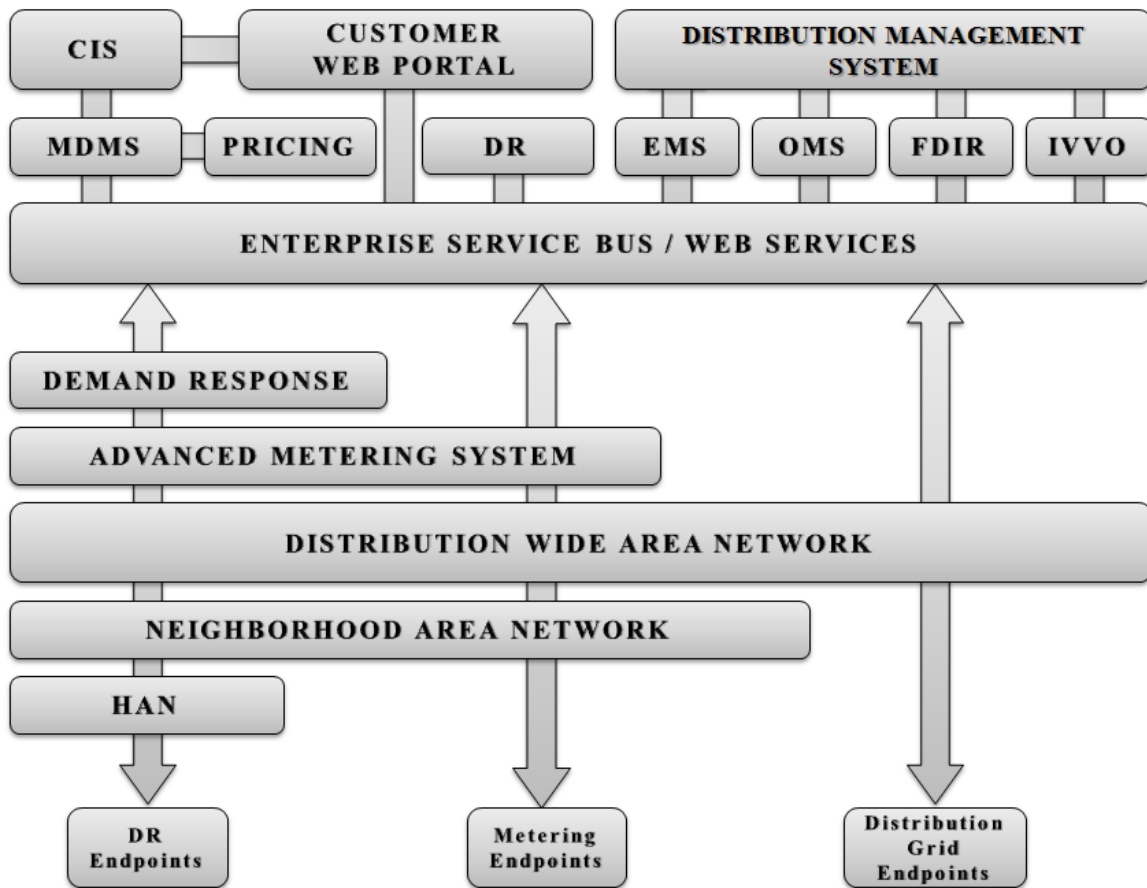 CIS
CUSTOMER
WEB PORTAL
DISTRIBUTION MANAGEMENT
SYSTEM
MDMS
PRICING
DR
EMS
OMS
FDIR
IVVO
ENTERPRISE SERVICE BUS / WEB SERVICES
DEMAND RESPONSE
ADVANCED METERING SYSTEM
DISTRIBUTION WIDE AREA NETWORK
NEIGHBORHOOD AREA NETWORK
HAN
DR
Endpoints
Metering
Endpoints
Distribution
Grid
Endpoints